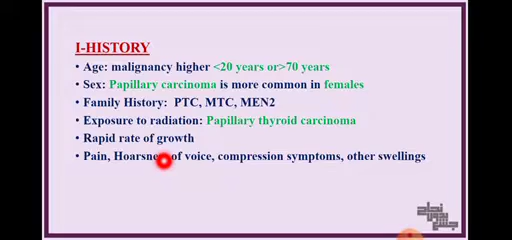 I-HISTORY
• Age: malignancy higher <20 years or>70 years
• Sex: Papillary carcinoma is more common in females
• Family History: PTC, MTC, MEN2
• Exposure to radiation: Papillary thyroid carcinoma
• Rapid rate of growth
• Pain, Hoarsness of voice, compression symptoms, other swellings